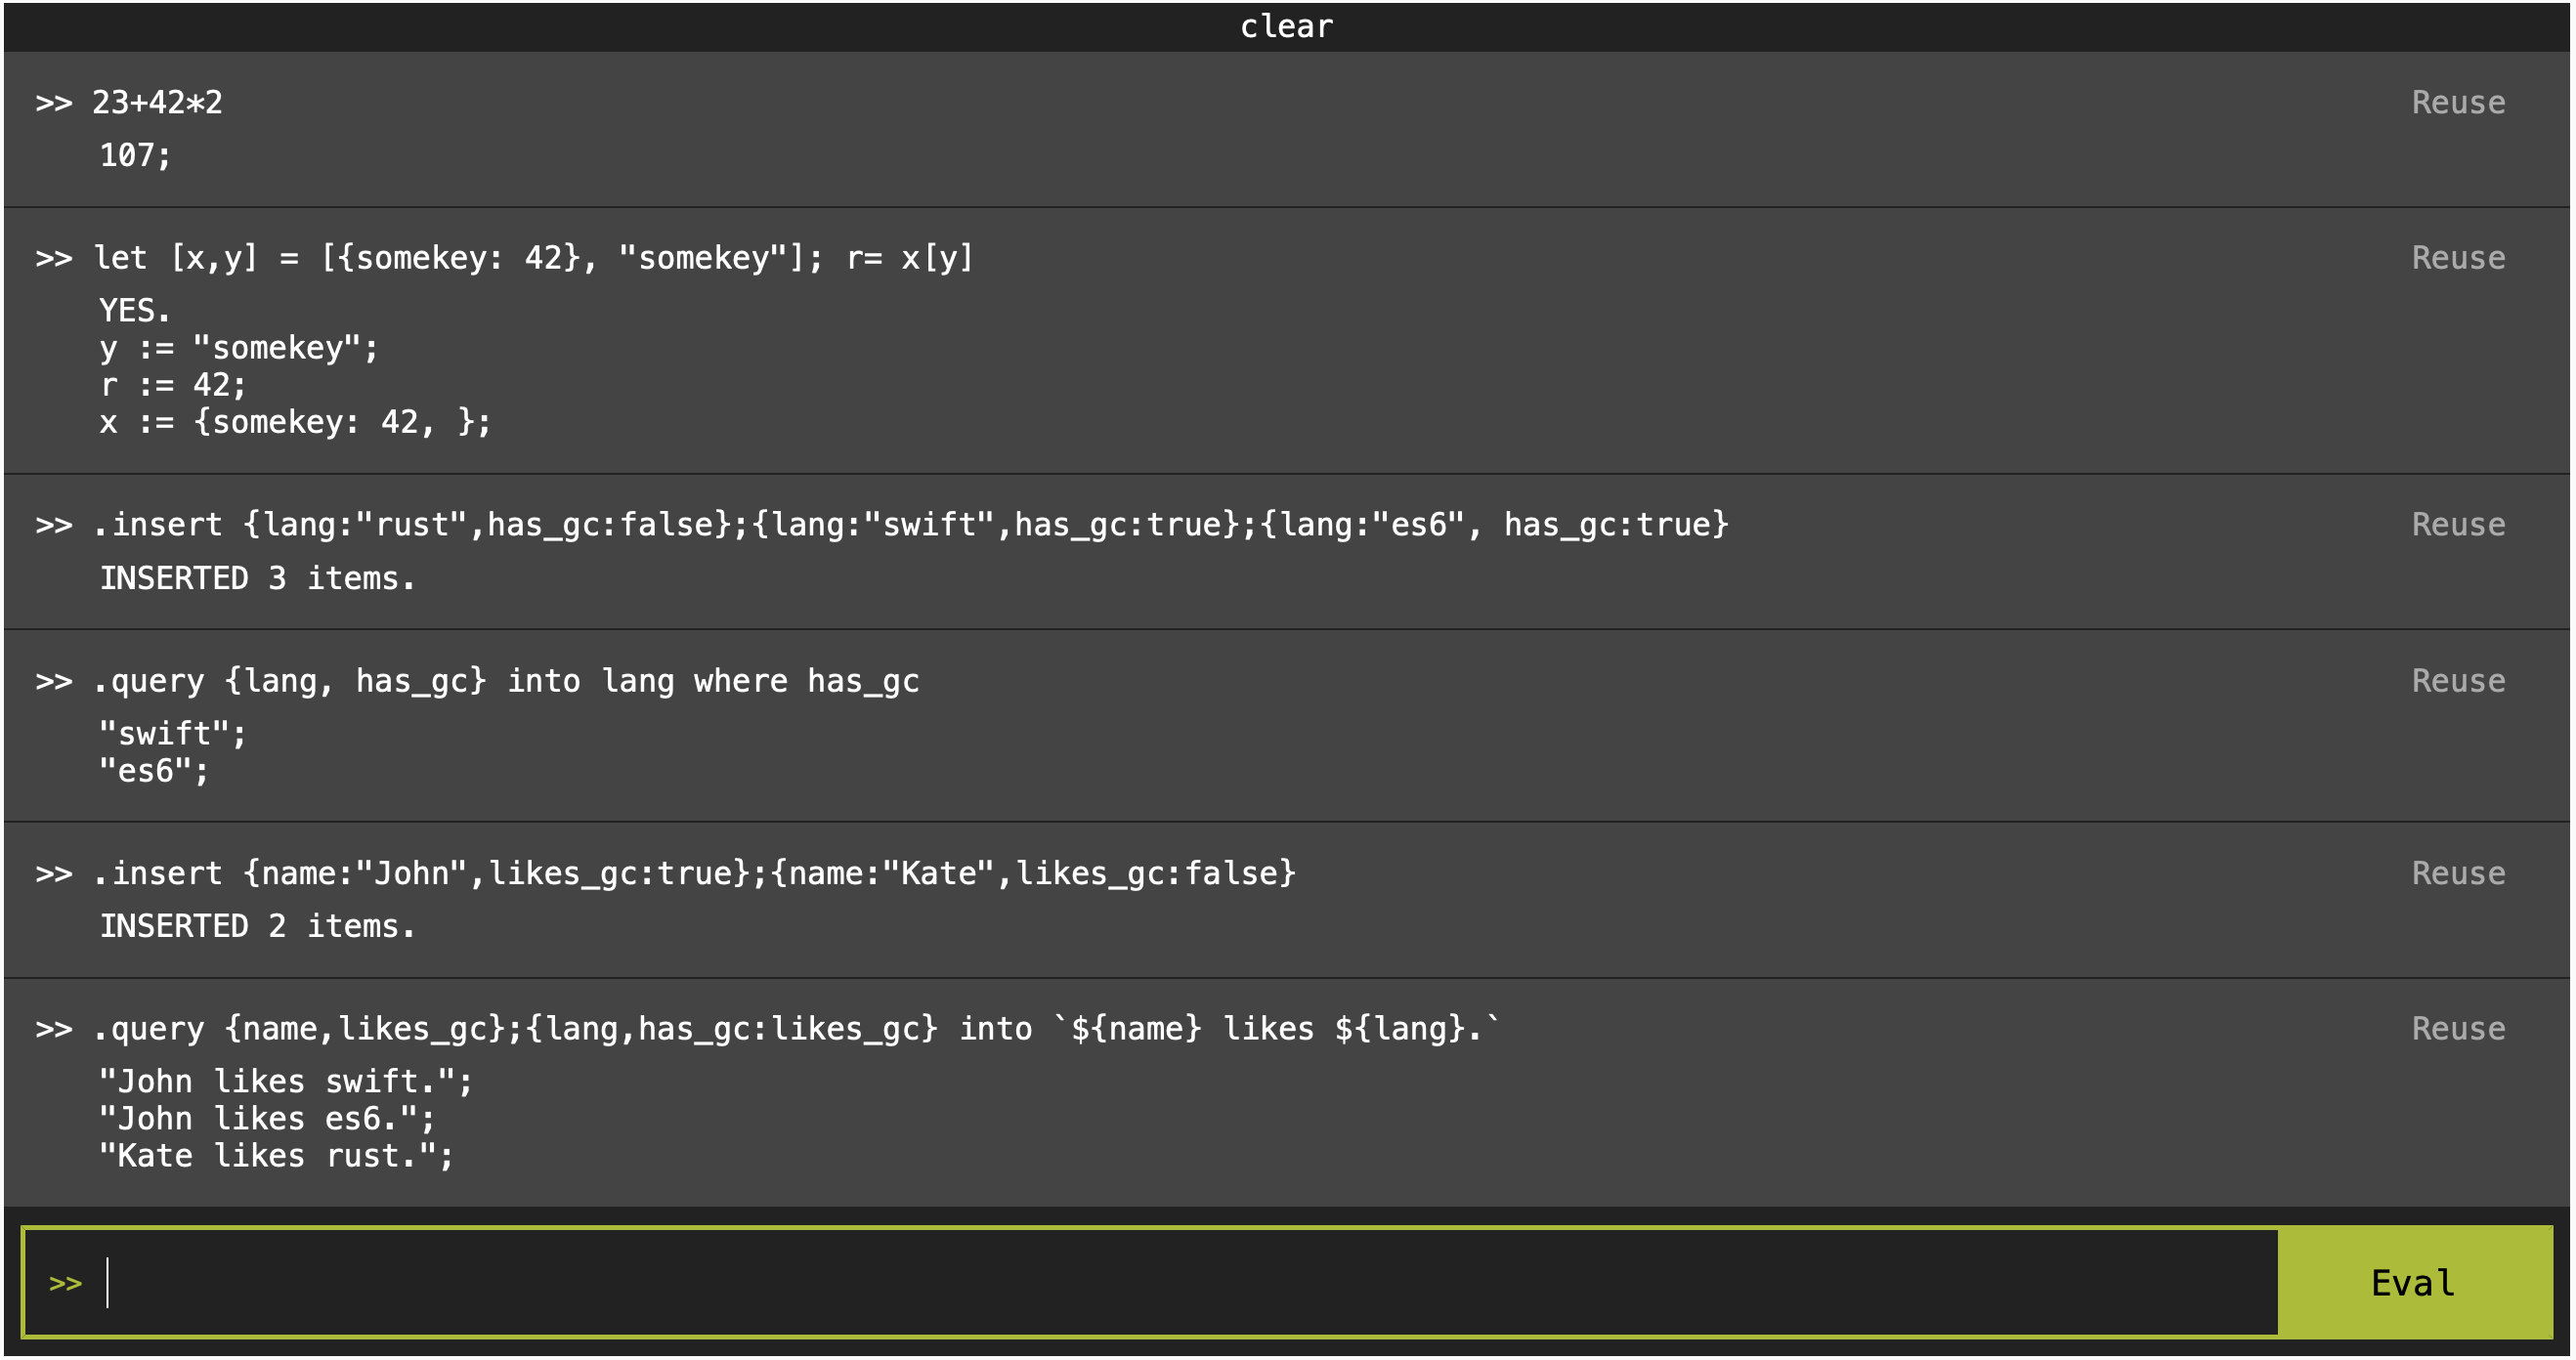 clear
>> 23+42*2 Reuse
107;
>> let [x,y] = [{somekey: 42}, "somekey"]; r= x[y] Reuse
YES.
y := "somekey";
r := 42;
x := {somekey: 42, };
>> .insert {lang:"rust",has_gc:false};{lang:"swift",has_gc:true};{lang:"es6", has_gc:true} Reuse
INSERTED 3 items.
>> .query {lang, has_gc} into lang where has_gc Reuse
"swift";
"es6";
>> .insert {name:"John",likes_gc:true};{name:"Kate",likes_gc:false} Reuse
INSERTED 2 items.
>> .query {name,likes_gc};{lang,has_gc:likes_gc} into `${name} likes ${lang}.` Reuse
"John likes swift.";
"John likes es6.";
"Kate likes rust.";
>> Eval